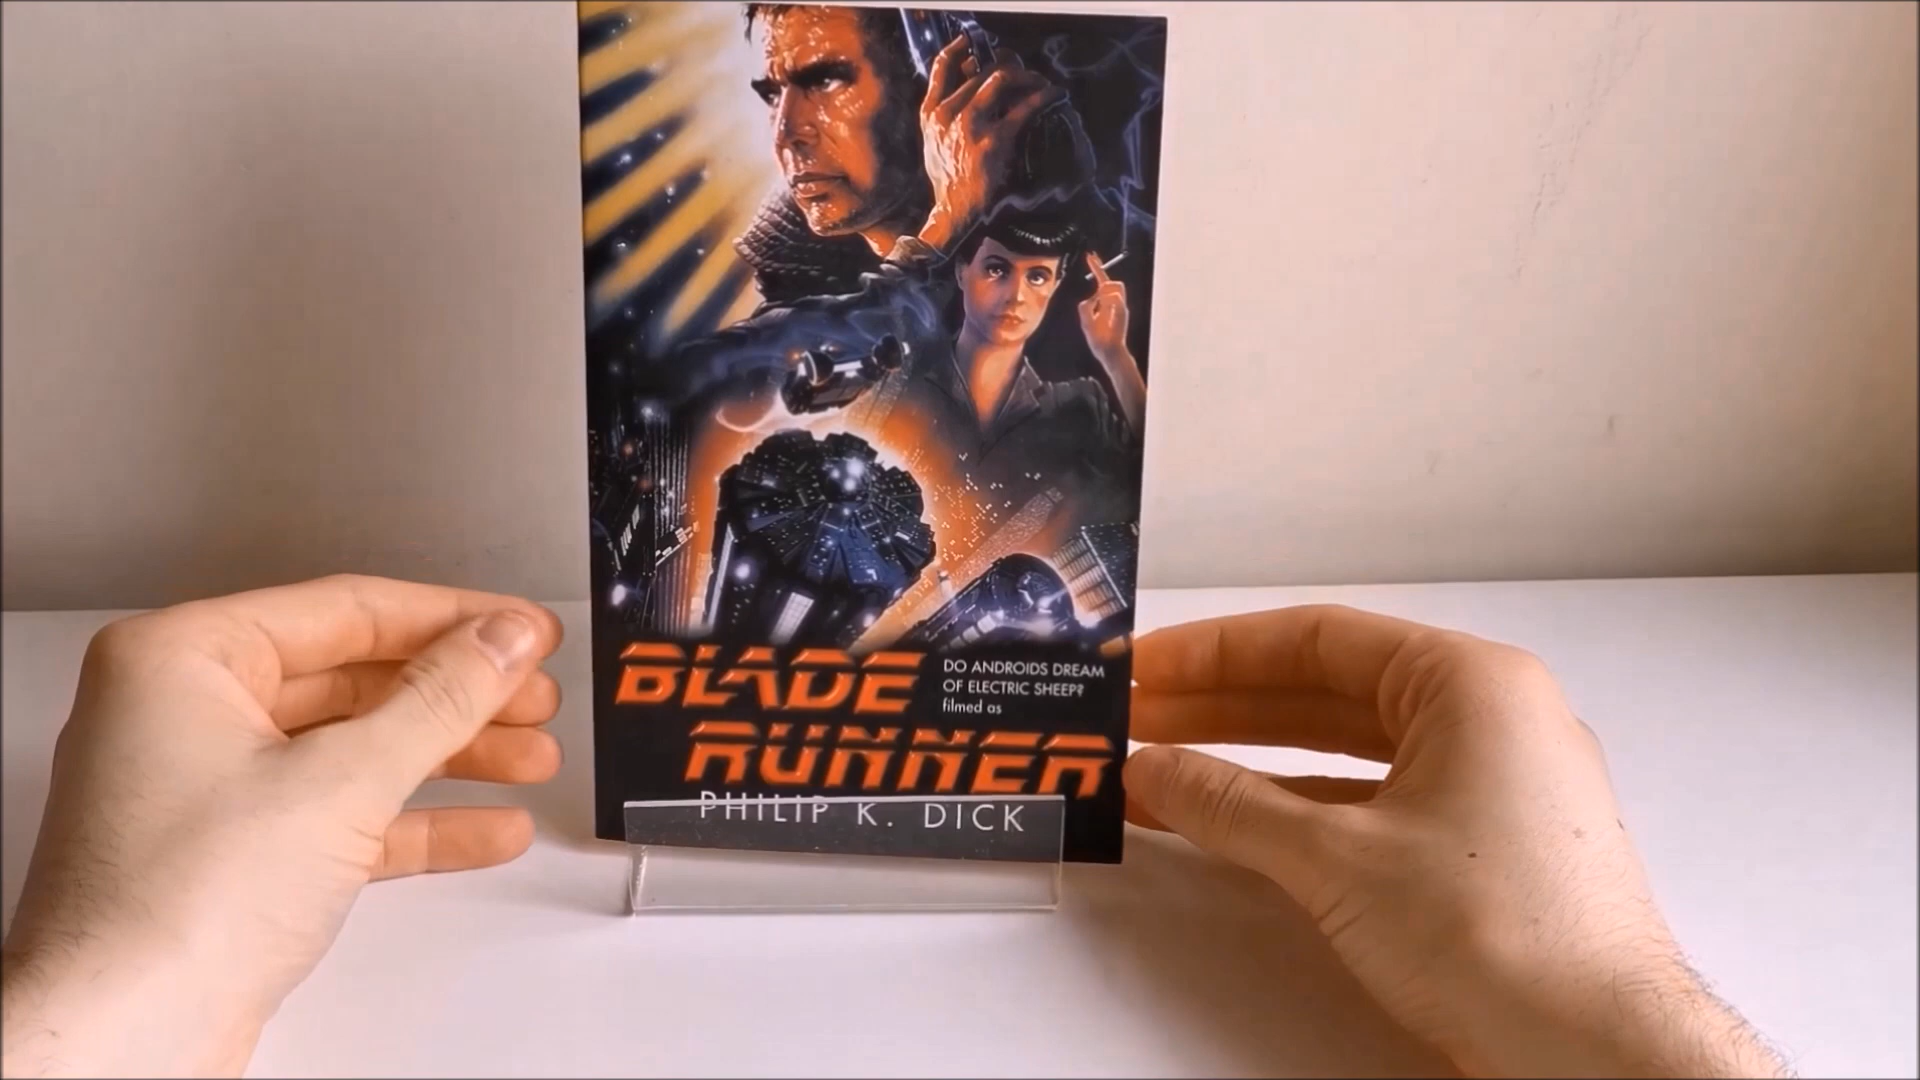 BLADE
DO ANDROIDS DREAM
OF ELECTRIC SHEEP?
filmed as
RUNNER
PHILIP K. DICK